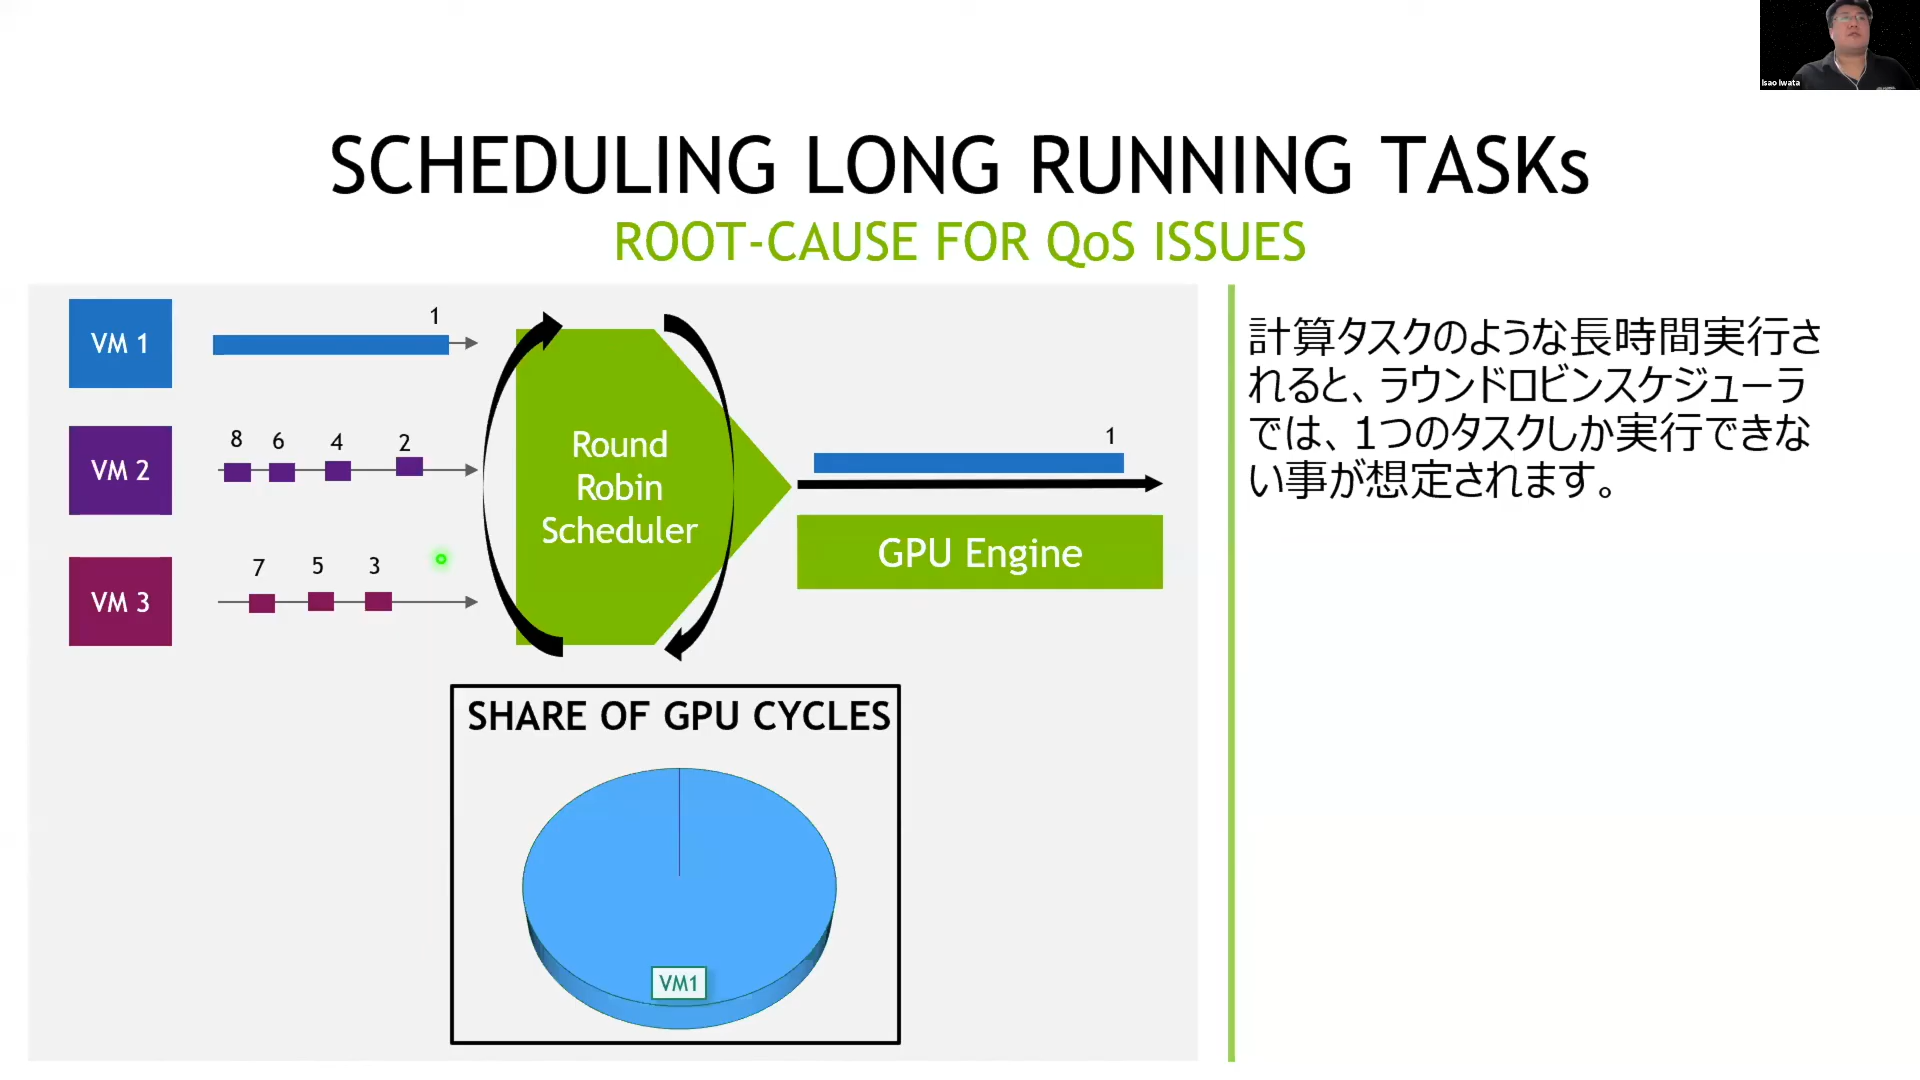 Isao Iwata
SCHEDULING LONG RUNNING TASKs
ROOT-CAUSE FOR QoS ISSUES
VM 1
1
VM 2
8 6 4 2
VM 3
7 5 3
Round
Robin
Scheduler
1
GPU Engine
SHARE OF GPU CYCLES
VM1
計算タスクのような長時間実行さ
れると、ラウンドロビンスケジューラ
では、1つのタスクしか実行できな
い事が想定されます。